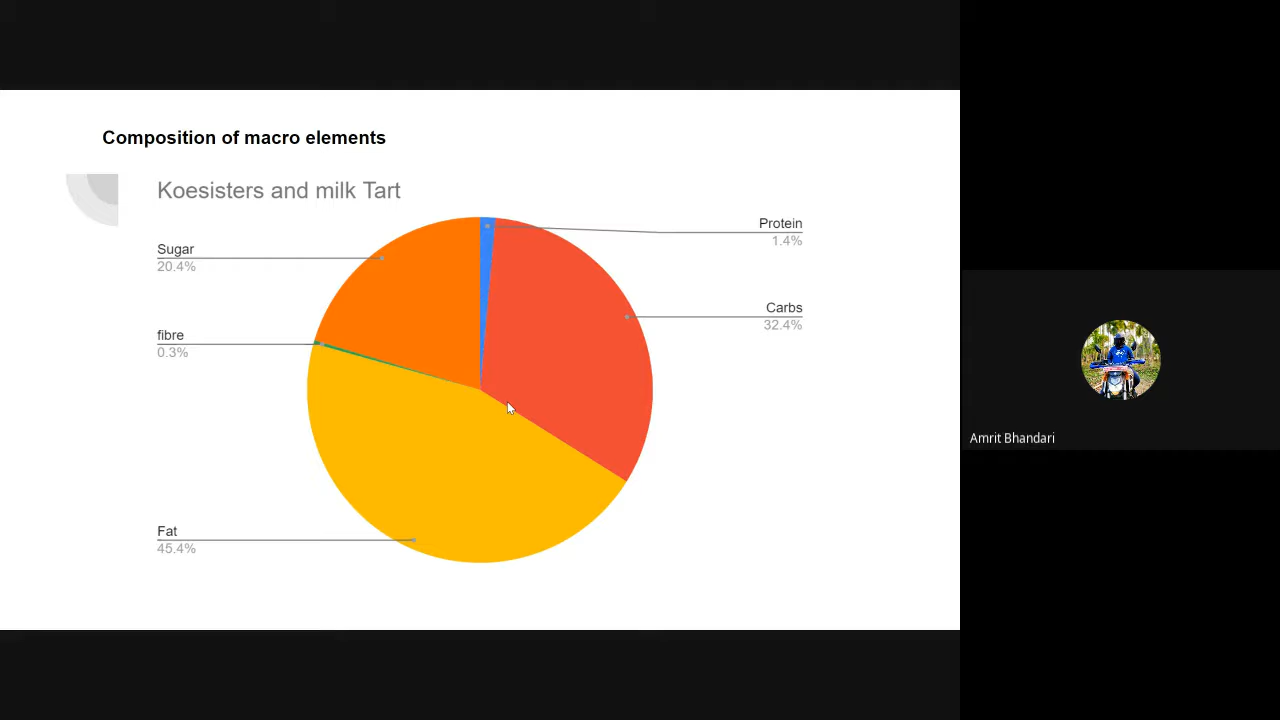 Composition of macro elements
Koesisters and milk Tart
Protein
1.4%
Sugar
20.4%
Carbs
32.4%
fibre
0.3%
Fat
45.4%
Amrit Bhandari